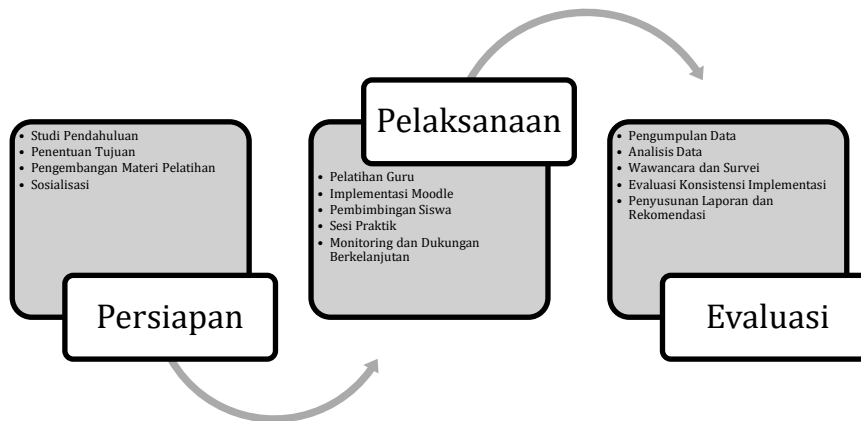 • Studi Pendahuluan
• Penentuan Tujuan
• Pengembangan Materi Pelatihan
• Sosialisasi
Persiapan
Pelaksanaan
• Pelatihan Guru
• Implementasi Moodle
• Pembimbingan Siswa
• Sesi Praktik
• Monitoring dan Dukungan
Berkelanjutan
• Pengumpulan Data
• Analisis Data
• Wawancara dan Survei
• Evaluasi Konsistensi Implementasi
• Penyusunan Laporan dan
Rekomendasi
Evaluasi